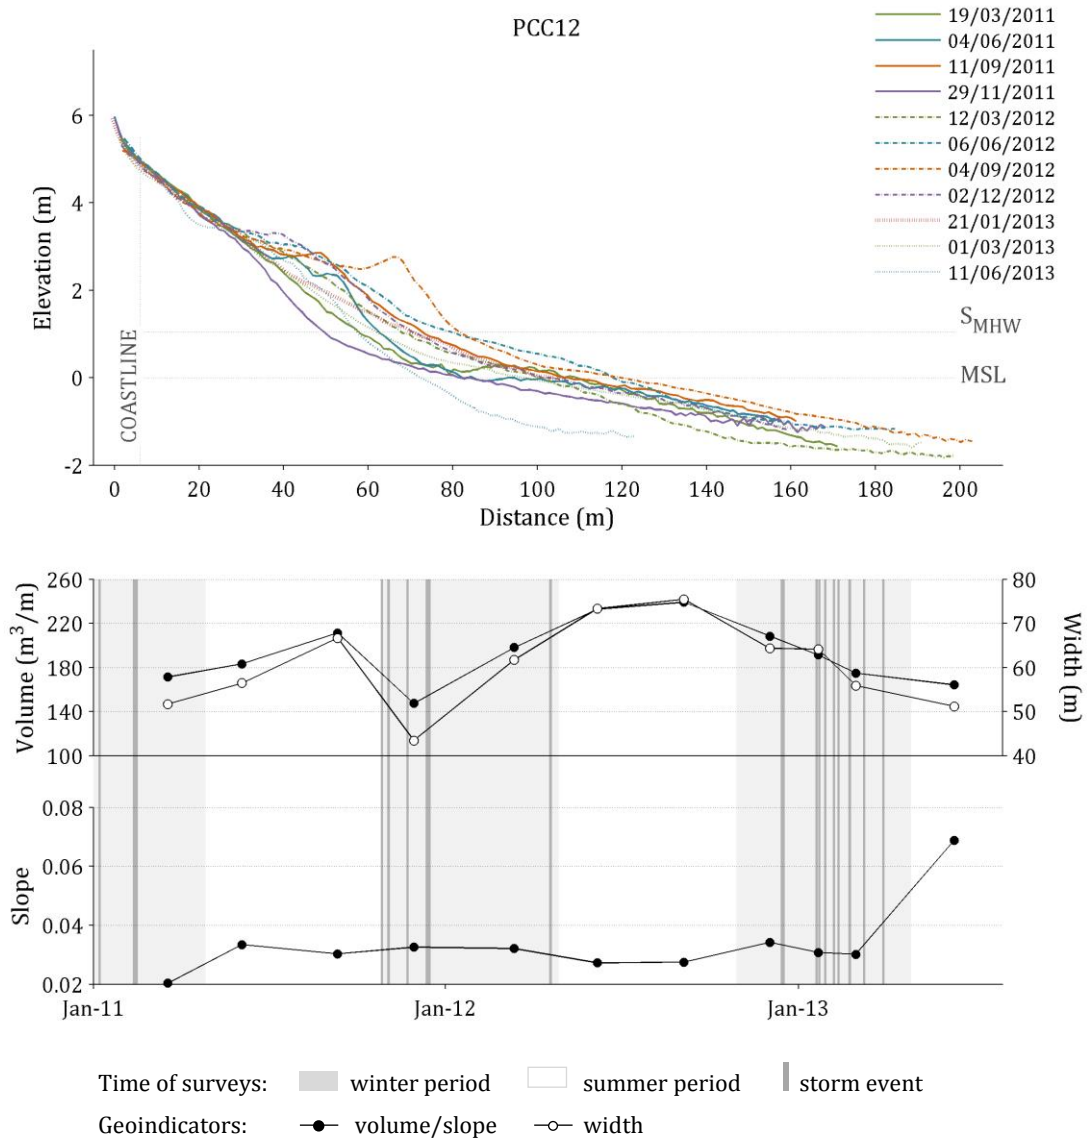 PCC12
19/03/2011
04/06/2011
11/09/2011
29/11/2011
12/03/2012
06/06/2012
04/09/2012
02/12/2012
21/01/2013
01/03/2013
11/06/2013
Elevation (m)
6
4
2
0
-2
COASTLINE
SMHW
MSL
0 20 40 60 80 100 120 140 160 180 200
Distance (m)
Volume (m³/m)
260
220
180
140
100
80
70
60
50
40
Width (m)
Slope
0.08
0.06
0.04
0.02
Jan-11 Jan-12 Jan-13
Time of surveys: winter period summer period storm event
Geoindicators: volume/slope width